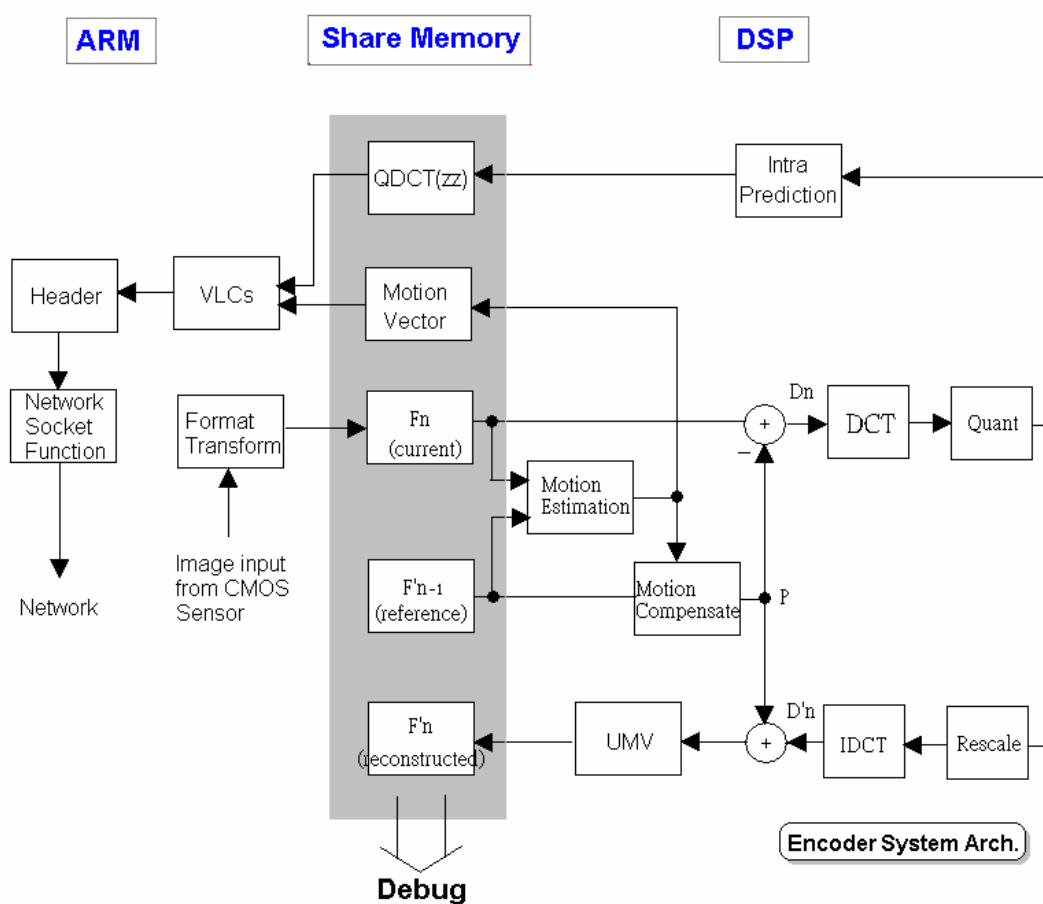 ARM
Share Memory
DSP
QDCT(zz)
Intra
Prediction
Header
VLCs
Motion
Vector
Network
Socket
Function
Format
Transform
Fn
(current)
Dn
+
−
DCT
Quant
Motion
Estimation
Image input
from CMOS
Sensor
Network
F'n-1
(reference)
Motion
Compensate
P
F'n
(reconstructed)
UMV
+
D'n
IDCT
Rescale
Encoder System Arch.
Debug